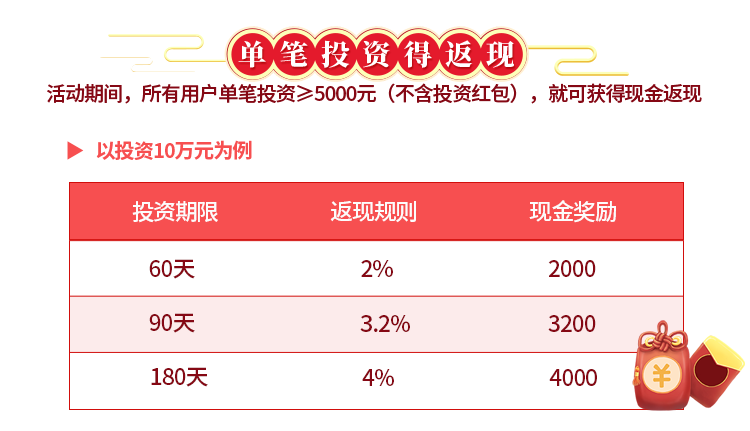 单笔投资得返现
活动期间，所有用户单笔投资≥5000元（不含投资红包），就可获得现金返现
▶ 以投资10万元为例
投资期限 返现规则 现金奖励
60天 2% 2000
90天 3.2% 3200
180天 4% 4000
¥